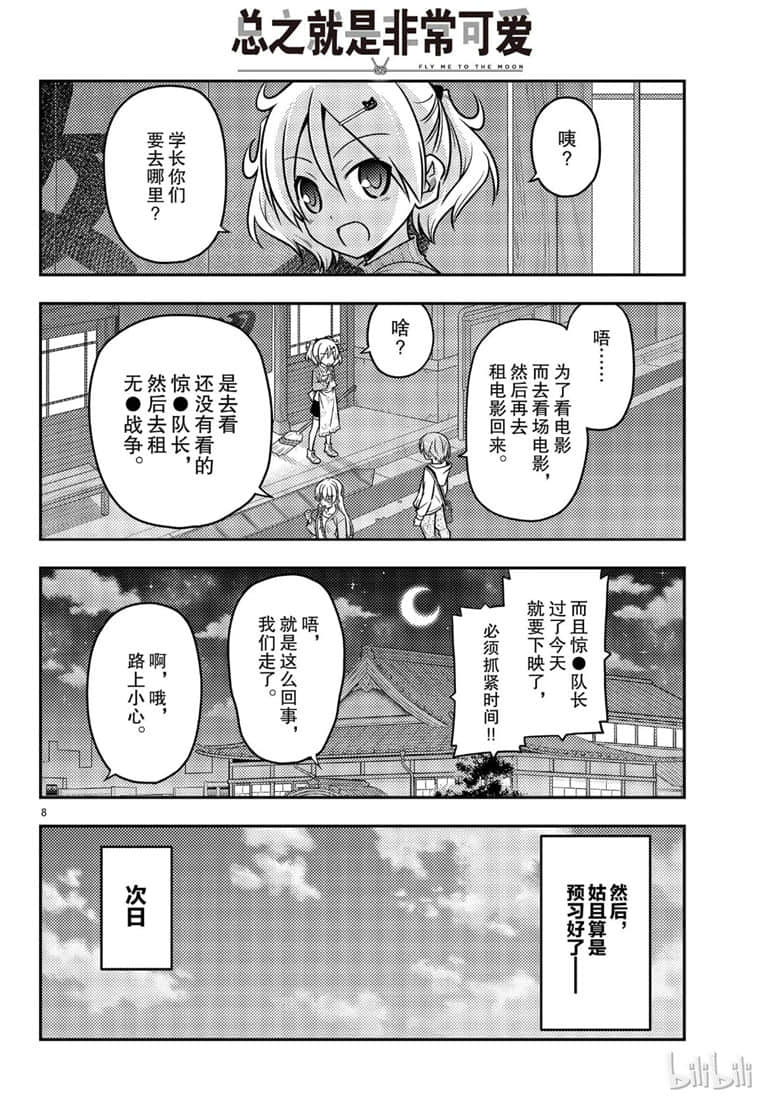 总之就是非常可爱
FLY ME TO THE MOON
咦?
学长你们
要去哪里?
唔……
为了看电影
而去看场电影,
然后再去
租电影回来。
啥?
是去看
还没有看的
惊●队长,
然后去租
无●战争。
而且惊●队长
过了今天
就要下映了,
必须抓紧时间!!
唔,
就是这么回事,
我们走了。
啊,哦,
路上小心。
8
然后,
姑且算是
预习好了——
次日
bilibili